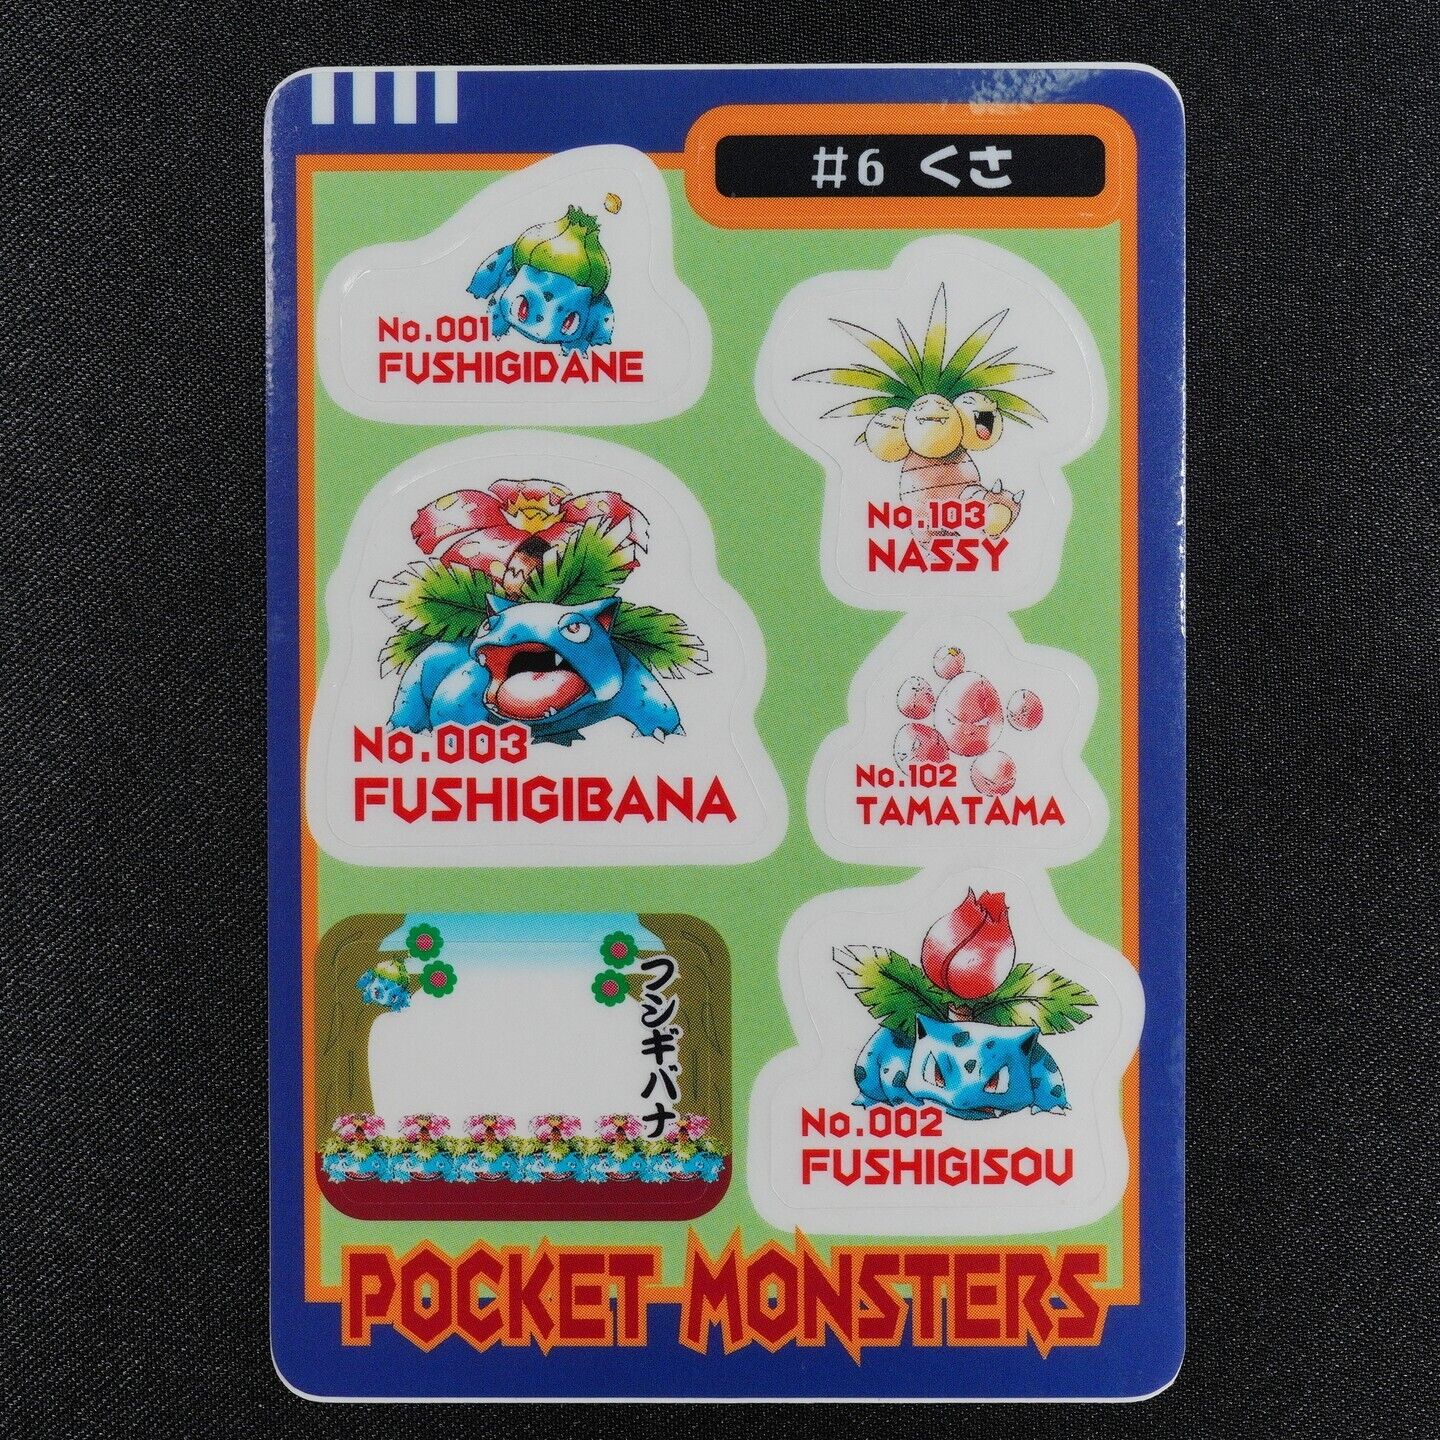 #6 くさ
No.001
FUSHIGIDANE
No.103
NASSY
No.003
FUSHIGIBANA
No.102
TAMATAMA
フシギバナ
No.002
FUSHIGISOU
POCKET MONSTERS